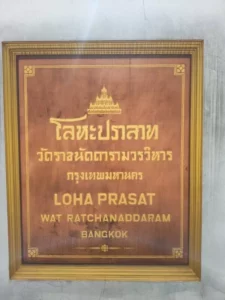 โลหะปราสาท
วัดราชนัดดารามวรวิหาร
กรุงเทพมหานคร
LOHA PRASAT
WAT RATCHANADDARAM
BANGKOK